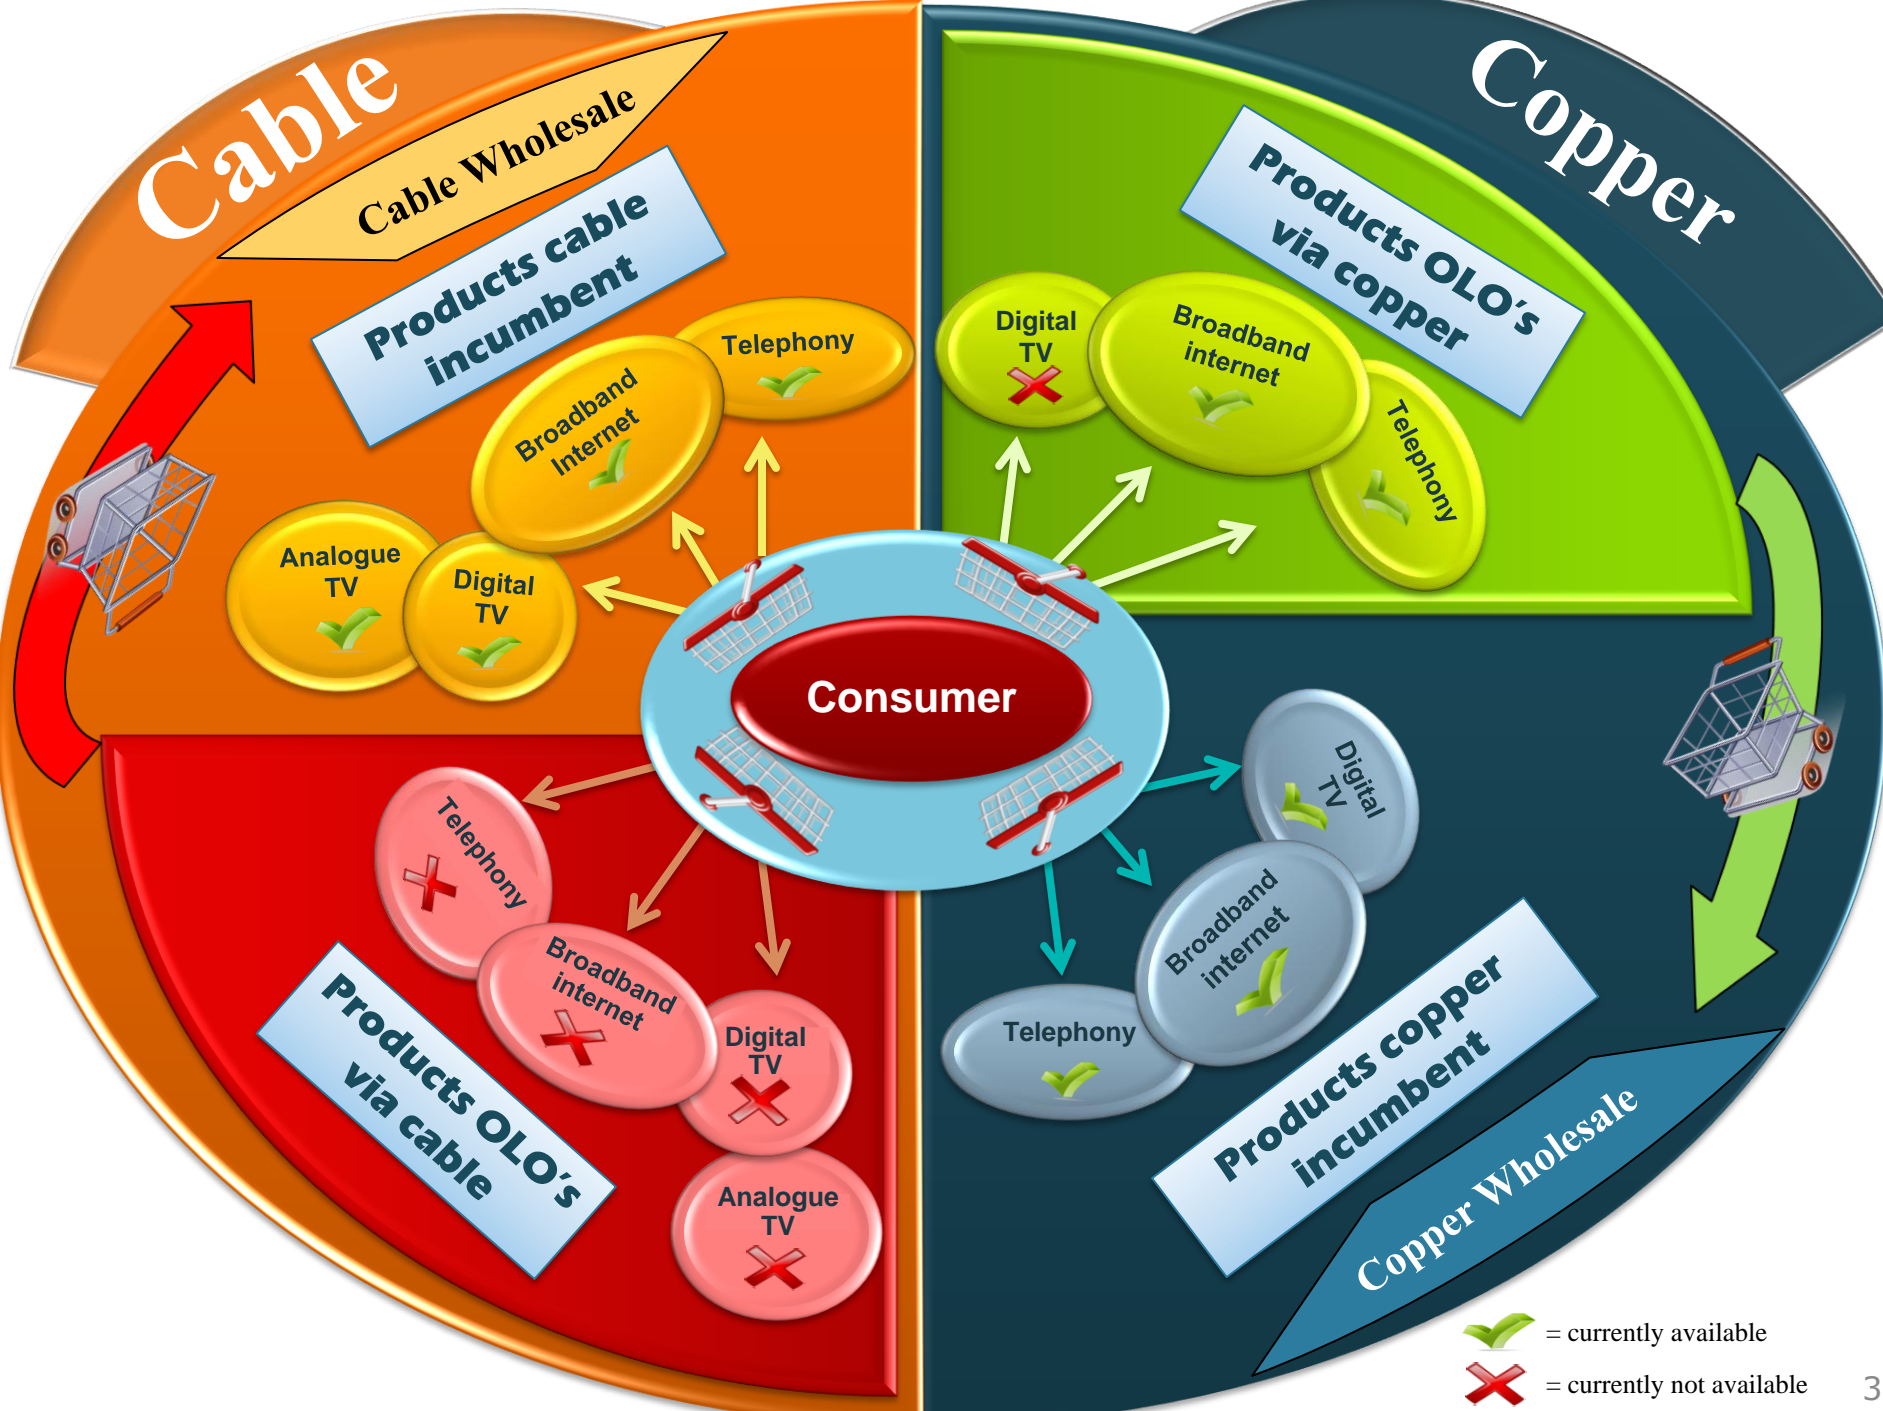 Cable
Cable Wholesale
Products cable
incumbent
Telephony
Broadband
Internet
Analogue
TV
Digital
TV
Copper
Products OLO's
via copper
Digital
TV
Broadband
internet
Telephony
Consumer
Telephony
Broadband
internet
Digital
TV
Analogue
TV
Products OLO's
via cable
Digital
TV
Broadband
internet
Telephony
Products copper
incumbent
Copper Wholesale
= currently available
= currently not available
3